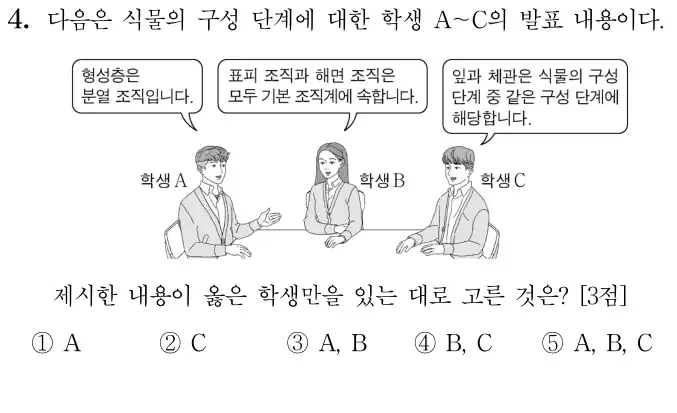 4. 다음은 식물의 구성 단계에 대한 학생 A~C의 발표 내용이다.
형성층은
분열 조직입니다.
표피 조직과 해면 조직은
모두 기본 조직계에 속합니다.
잎과 체관은 식물의 구성
단계 중 같은 구성 단계에
해당합니다.
학생 A
학생 B
학생 C
제시한 내용이 옳은 학생만을 있는 대로 고른 것은? [3점]
① A ② C ③ A, B ④ B, C ⑤ A, B, C